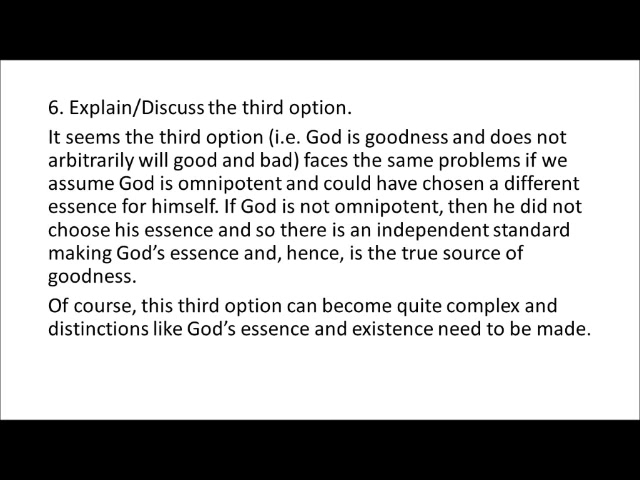 6. Explain/Discuss the third option.
It seems the third option (i.e. God is goodness and does not
arbitrarily will good and bad) faces the same problems if we
assume God is omnipotent and could have chosen a different
essence for himself. If God is not omnipotent, then he did not
choose his essence and so there is an independent standard
making God’s essence and, hence, is the true source of
goodness.
Of course, this third option can become quite complex and
distinctions like God’s essence and existence need to be made.